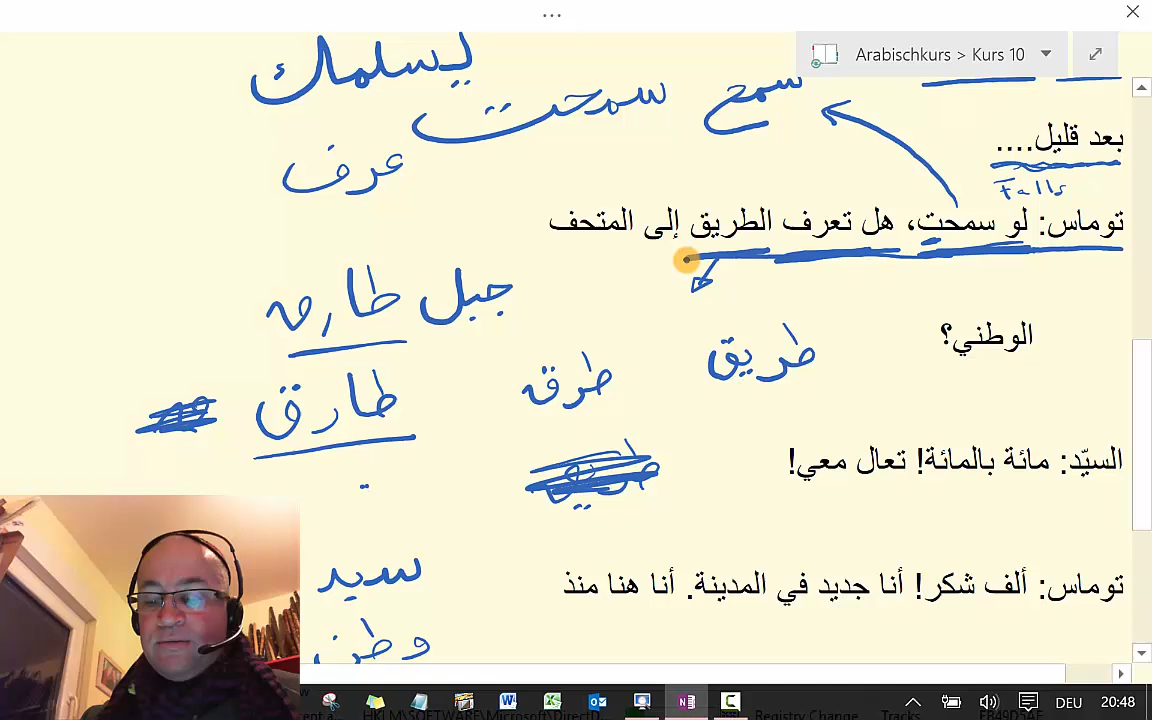 Arabischkurs > Kurs 10
يسلمك
سمح سمحت
عرف
بعد قليل....
Falls
توماس: لو سمحت، هل تعرف الطريق إلى المتحف
جبل طارق
الوطني؟
طريق طرق
طارق
السيّد: مائة بالمائة! تعال معي!
توماس: ألف شكر! أنا جديد في المدينة. أنا هنا منذ
سيد
وطن
DEU 20:48